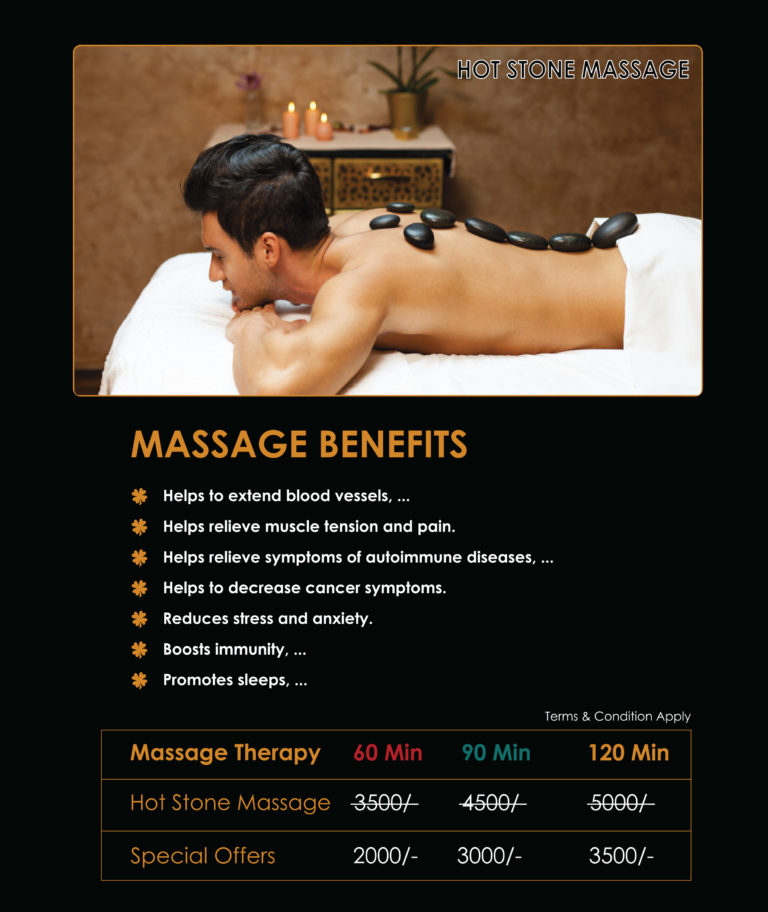 HOT STONE MASSAGE
MASSAGE BENEFITS
Helps to extend blood vessels, ...
Helps relieve muscle tension and pain.
Helps relieve symptoms of autoimmune diseases, ...
Helps to decrease cancer symptoms.
Reduces stress and anxiety.
Boosts immunity, ...
Promotes sleeps, ...
Terms & Condition Apply
Massage Therapy 60 Min 90 Min 120 Min
Hot Stone Massage 3500/- 4500/- 5000/-
Special Offers 2000/- 3000/- 3500/-